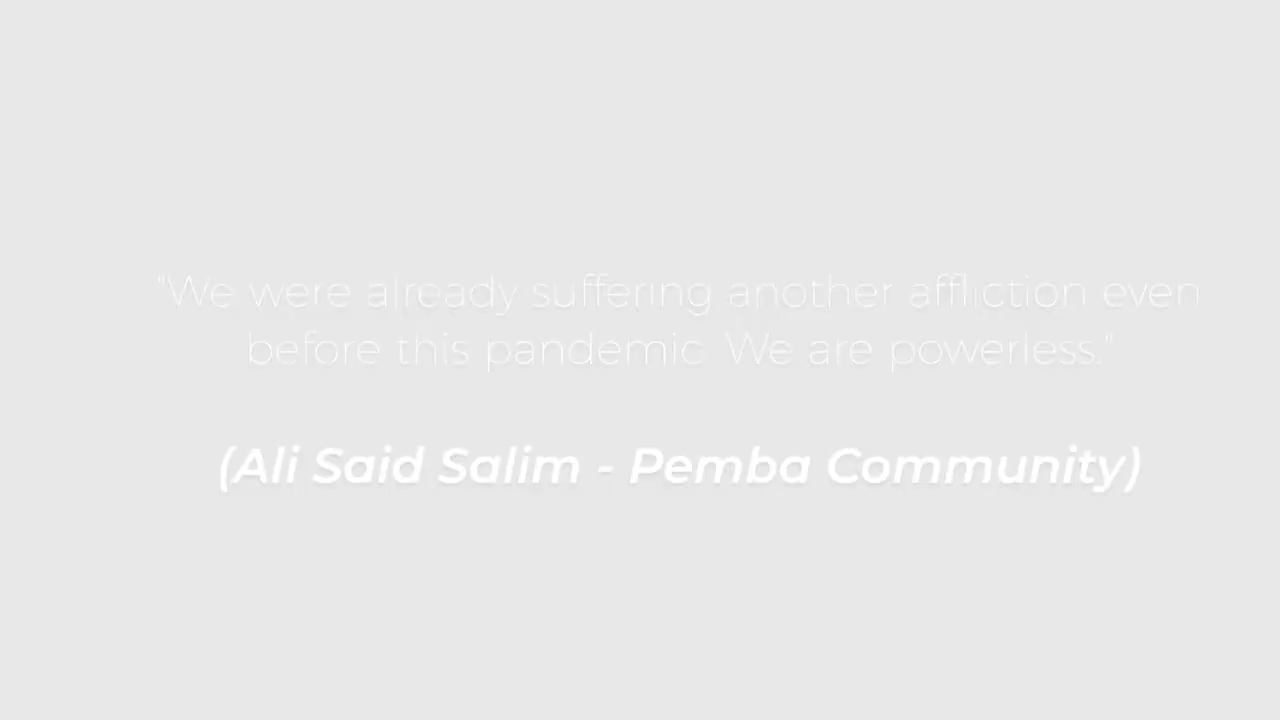 "We were already suffering another affliction even
before this pandemic. We are powerless."
(Ali Said Salim - Pemba Community)